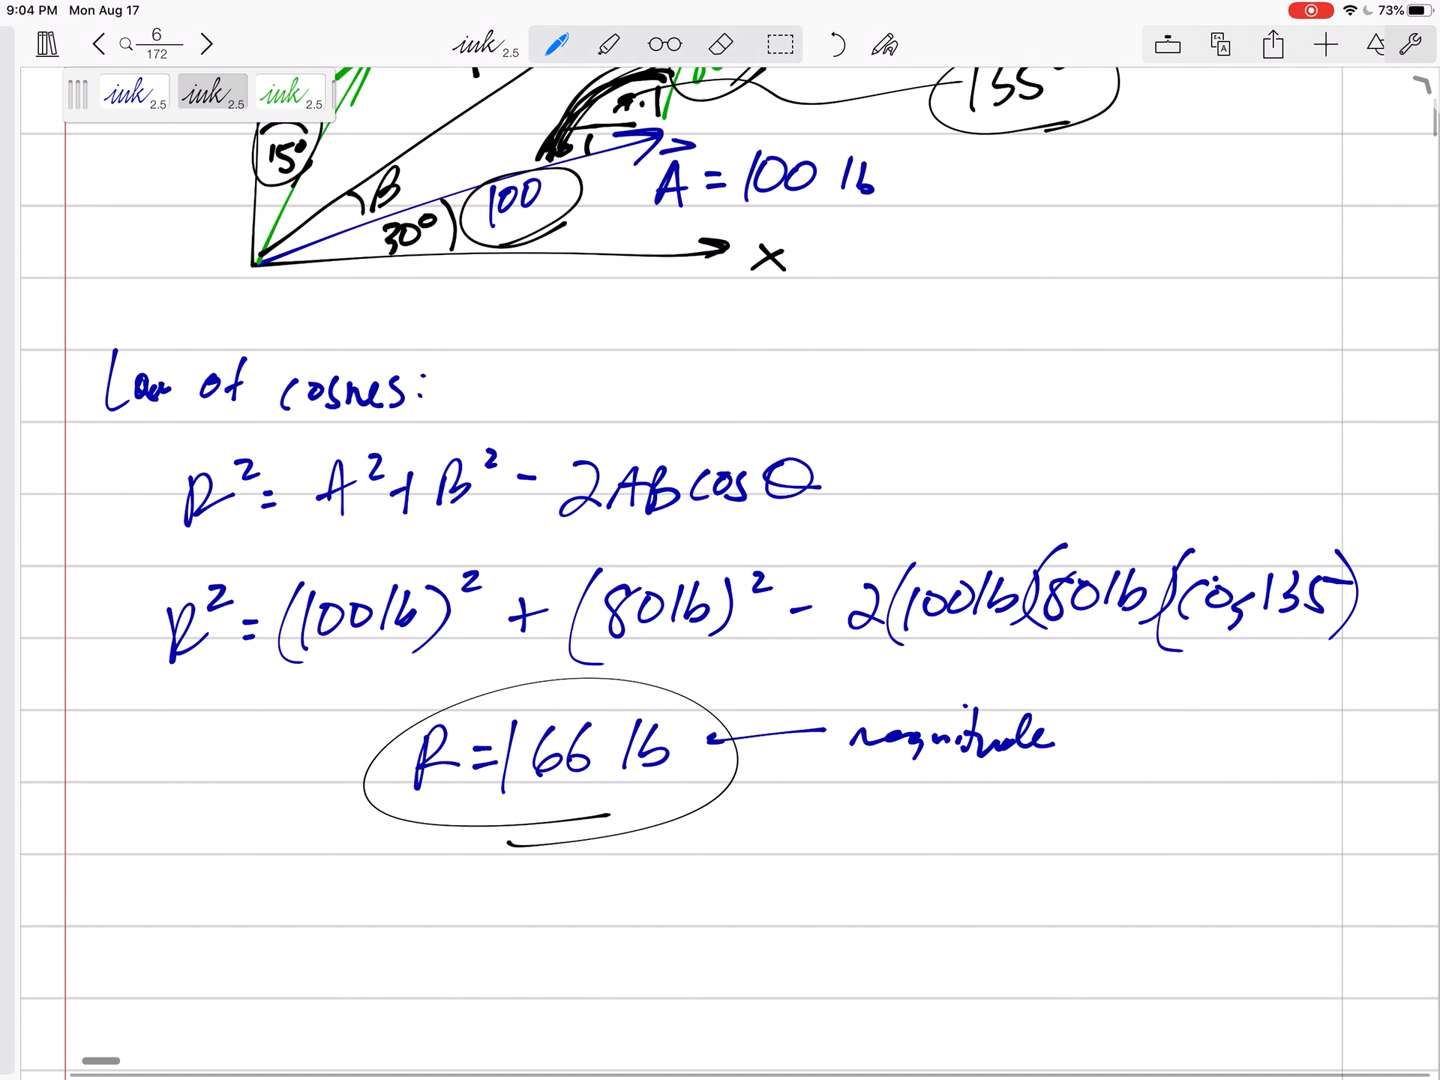 9:04 PM Mon Aug 17 73%
6
172
ink 2.5
ink 2.5 ink 2.5 ink 2.5
135°
15°
β
30°
100
A = 100 lb
x
Law of cosines:
R² = A² + B² - 2AB cos θ
R² = (100 lb)² + (80 lb)² - 2(100 lb)(80 lb)(cos 135)
R = 166 lb
magnitude